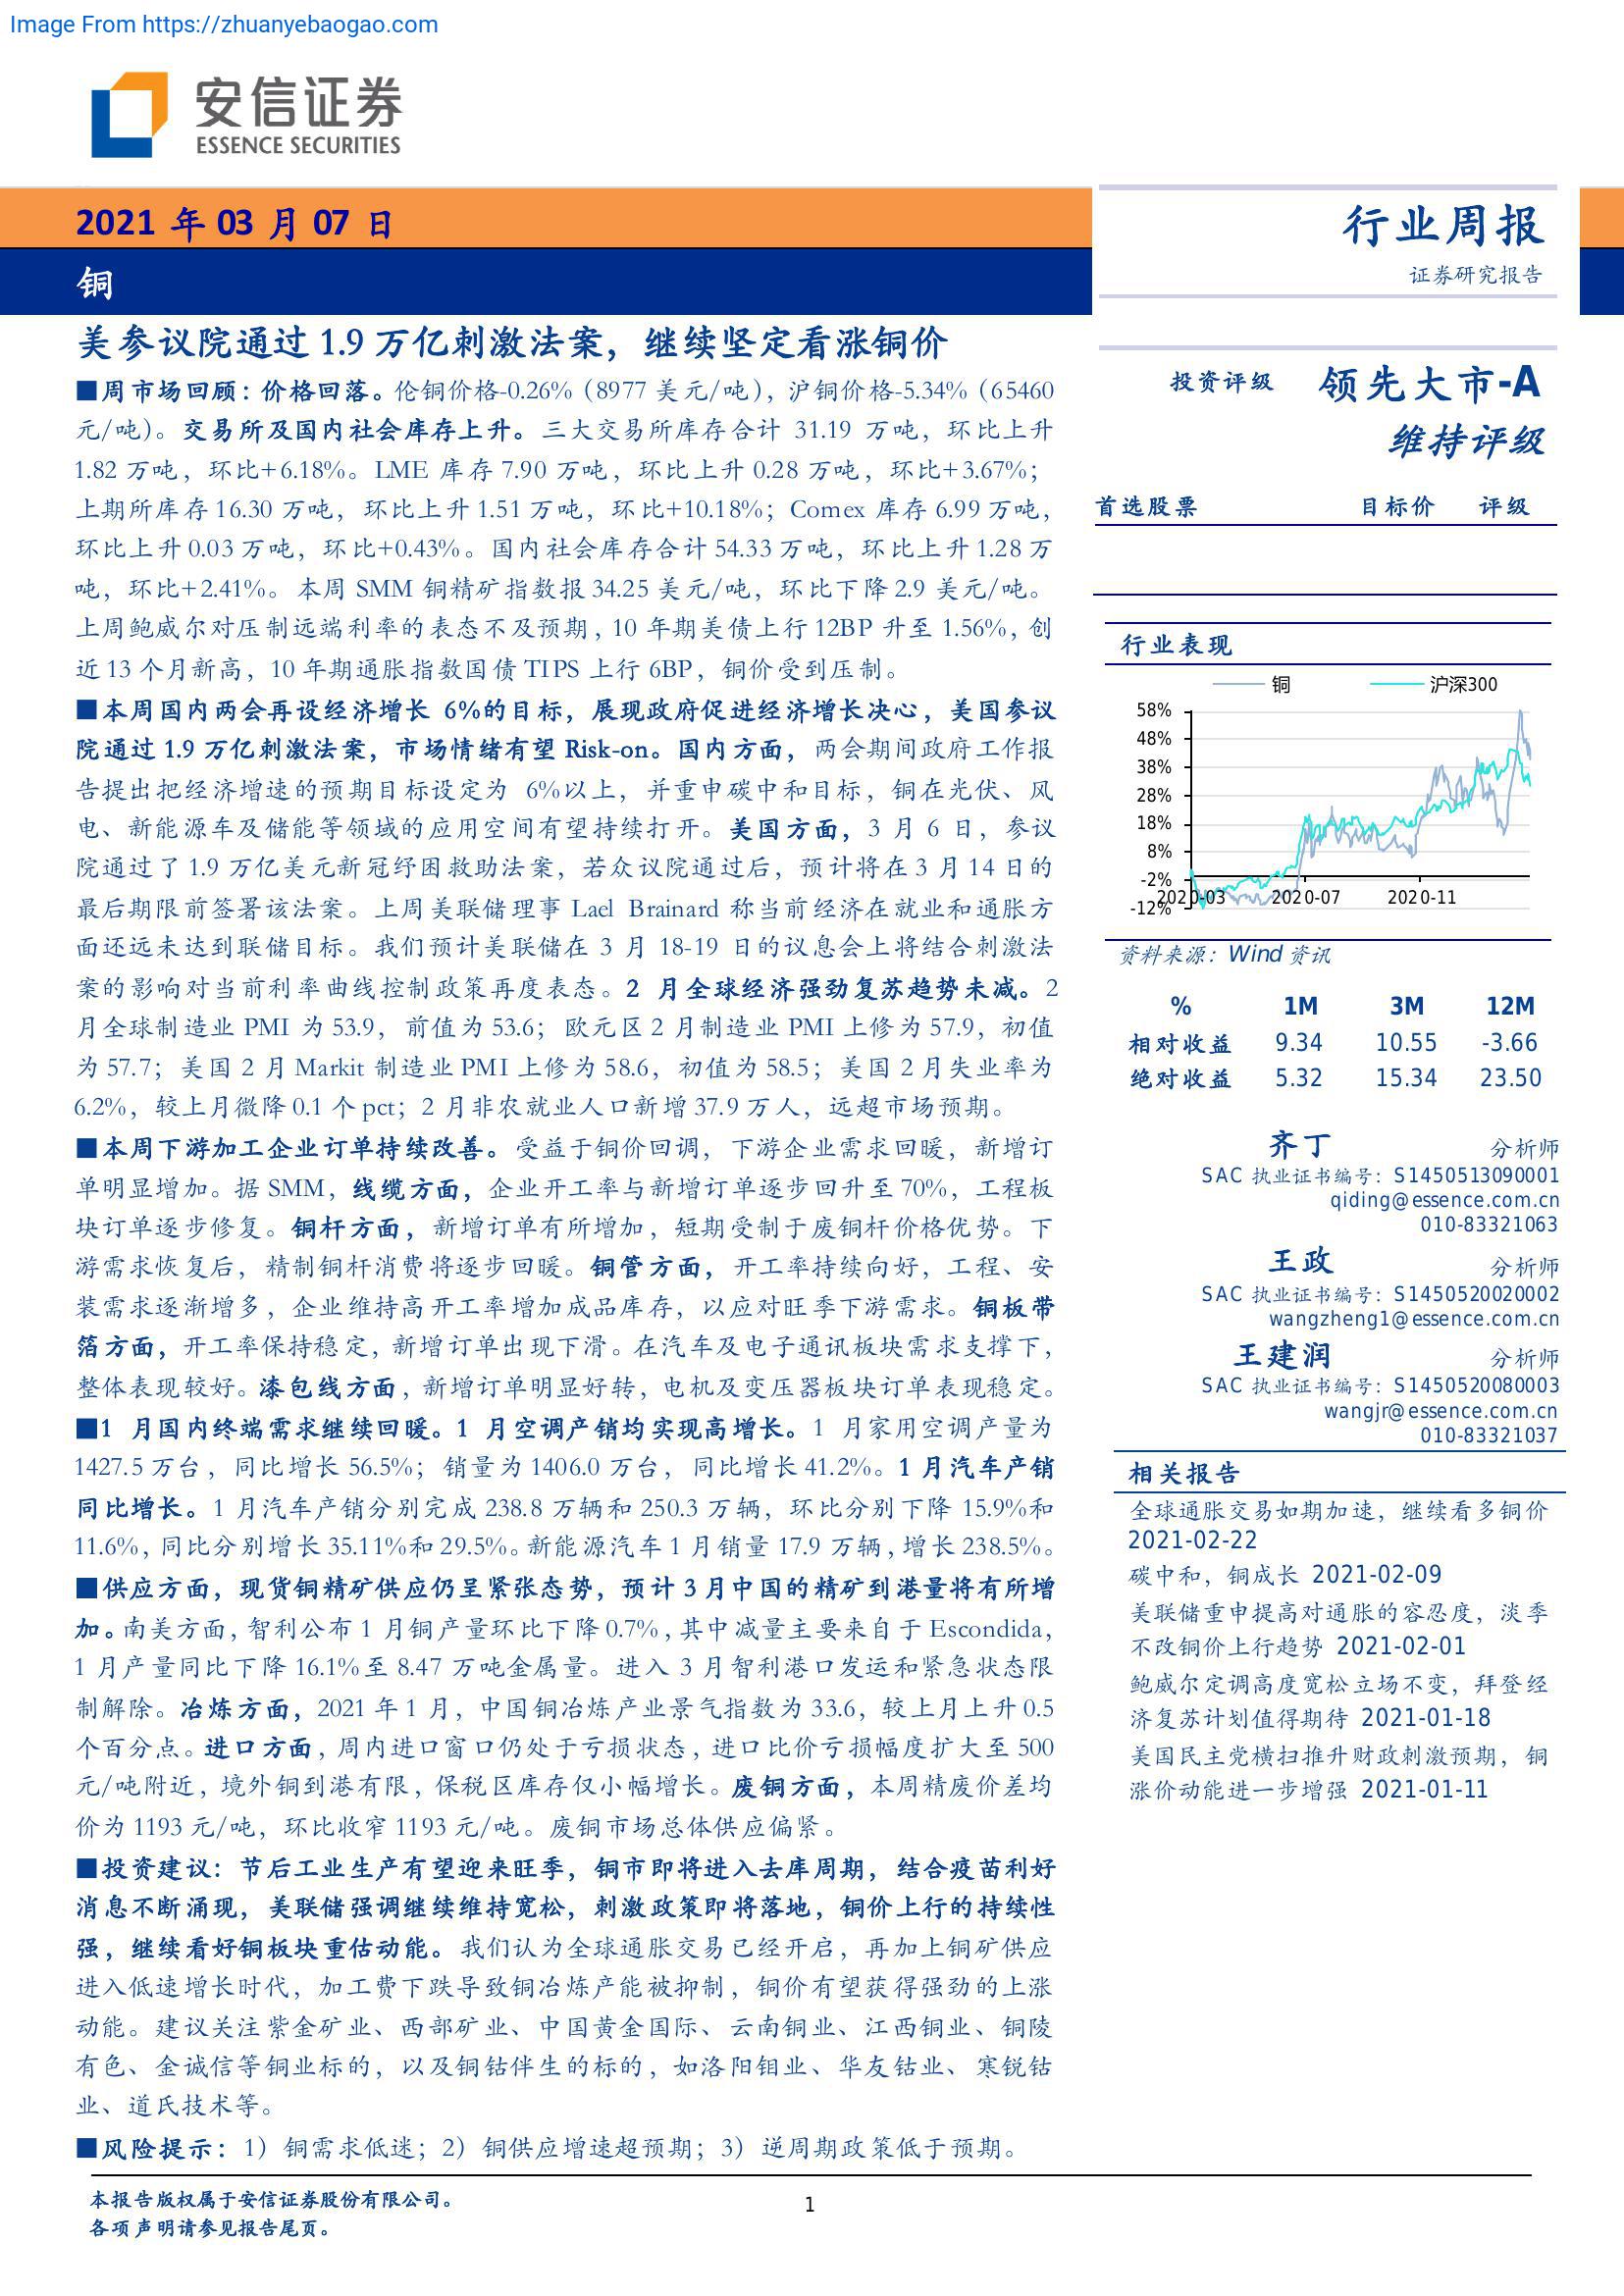 Image From https://zhuanyebaogao.com
安信证券
ESSENCE SECURITIES
2021 年 03 月 07 日
铜
行业周报
证券研究报告
美参议院通过 1.9 万亿刺激法案，继续坚定看涨铜价
■周市场回顾：价格回落。伦铜价格-0.26%（8977 美元/吨），沪铜价格-5.34%（65460
元/吨）。交易所及国内社会库存上升。三大交易所库存合计 31.19 万吨，环比上升
1.82 万吨，环比+6.18%。LME 库存 7.90 万吨，环比上升 0.28 万吨，环比+3.67%；
上期所库存 16.30 万吨，环比上升 1.51 万吨，环比+10.18%；Comex 库存 6.99 万吨，
环比上升 0.03 万吨，环比+0.43%。国内社会库存合计 54.33 万吨，环比上升 1.28 万
吨，环比+2.41%。本周 SMM 铜精矿指数报 34.25 美元/吨，环比下降 2.9 美元/吨。
上周鲍威尔对压制远端利率的表态不及预期，10 年期美债上行 12BP 升至 1.56%，创
近 13 个月新高，10 年期通胀指数国债 TIPS 上行 6BP，铜价受到压制。
■本周国内两会再设经济增长 6%的目标，展现政府促进经济增长决心，美国参议
院通过 1.9 万亿刺激法案，市场情绪有望 Risk-on。国内方面，两会期间政府工作报
告提出把经济增速的预期目标设定为 6%以上，并重申碳中和目标，铜在光伏、风
电、新能源车及储能等领域的应用空间有望持续打开。美国方面，3 月 6 日，参议
院通过了 1.9 万亿美元新冠纾困救助法案，若众议院通过后，预计将在 3 月 14 日的
最后期限前签署该法案。上周美联储理事 Lael Brainard 称当前经济在就业和通胀方
面还远未达到联储目标。我们预计美联储在 3 月 18-19 日的议息会上将结合刺激法
案的影响对当前利率曲线控制政策再度表态。2 月全球经济强劲复苏趋势未减。2
月全球制造业 PMI 为 53.9，前值为 53.6；欧元区 2 月制造业 PMI 上修为 57.9，初值
为 57.7；美国 2 月 Markit 制造业 PMI 上修为 58.6，初值为 58.5；美国 2 月失业率为
6.2%，较上月微降 0.1 个 pct；2 月非农就业人口新增 37.9 万人，远超市场预期。
■本周下游加工企业订单持续改善。受益于铜价回调，下游企业需求回暖，新增订
单明显增加。据 SMM，线缆方面，企业开工率与新增订单逐步回升至 70%，工程板
块订单逐步修复。铜杆方面，新增订单有所增加，短期受制于废铜杆价格优势。下
游需求恢复后，精制铜杆消费将逐步回暖。铜管方面，开工率持续向好，工程、安
装需求逐渐增多，企业维持高开工率增加成品库存，以应对旺季下游需求。铜板带
箔方面，开工率保持稳定，新增订单出现下滑。在汽车及电子通讯板块需求支撑下，
整体表现较好。漆包线方面，新增订单明显好转，电机及变压器板块订单表现稳定。
■1 月国内终端需求继续回暖。1 月空调产销均实现高增长。1 月家用空调产量为
1427.5 万台，同比增长 56.5%；销量为 1406.0 万台，同比增长 41.2%。1 月汽车产销
同比增长。1 月汽车产销分别完成 238.8 万辆和 250.3 万辆，环比分别下降 15.9%和
11.6%，同比分别增长 35.11%和 29.5%。新能源汽车 1 月销量 17.9 万辆，增长 238.5%。
■供应方面，现货铜精矿供应仍呈紧张态势，预计 3 月中国的精矿到港量将有所增
加。南美方面，智利公布 1 月铜产量环比下降 0.7%，其中减量主要来自于 Escondida，
1 月产量同比下降 16.1%至 8.47 万吨金属量。进入 3 月智利港口发运和紧急状态限
制解除。冶炼方面，2021 年 1 月，中国铜冶炼产业景气指数为 33.6，较上月上升 0.5
个百分点。进口方面，周内进口窗口仍处于亏损状态，进口比价亏损幅度扩大至 500
元/吨附近，境外铜到港有限，保税区库存仅小幅增长。废铜方面，本周精废价差均
价为 1193 元/吨，环比收窄 1193 元/吨。废铜市场总体供应偏紧。
■投资建议：节后工业生产有望迎来旺季，铜市即将进入去库周期，结合疫苗利好
消息不断涌现，美联储强调继续维持宽松，刺激政策即将落地，铜价上行的持续性
强，继续看好铜板块重估动能。我们认为全球通胀交易已经开启，再加上铜矿供应
进入低速增长时代，加工费下跌导致铜冶炼产能被抑制，铜价有望获得强劲的上涨
动能。建议关注紫金矿业、西部矿业、中国黄金国际、云南铜业、江西铜业、铜陵
有色、金诚信等铜业标的，以及铜钴伴生的标的，如洛阳钼业、华友钴业、寒锐钴
业、道氏技术等。
■风险提示：1）铜需求低迷；2）铜供应增速超预期；3）逆周期政策低于预期。
投资评级 领先大市-A
维持评级
首选股票 目标价 评级
行业表现
铜 沪深300
58%
48%
38%
28%
18%
8%
-2%
-12%
2020-03 2020-07 2020-11
资料来源：Wind 资讯
% 1M 3M 12M
相对收益 9.34 10.55 -3.66
绝对收益 5.32 15.34 23.50
齐丁 分析师
SAC 执业证书编号：S1450513090001
qiding@essence.com.cn
010-83321063
王政 分析师
SAC 执业证书编号：S1450520020002
wangzheng1@essence.com.cn
王建润 分析师
SAC 执业证书编号：S1450520080003
wangjr@essence.com.cn
010-83321037
相关报告
全球通胀交易如期加速，继续看多铜价
2021-02-22
碳中和，铜成长 2021-02-09
美联储重申提高对通胀的容忍度，淡季
不改铜价上行趋势 2021-02-01
鲍威尔定调高度宽松立场不变，拜登经
济复苏计划值得期待 2021-01-18
美国民主党横扫推升财政刺激预期，铜
涨价动能进一步增强 2021-01-11
本报告版权属于安信证券股份有限公司。
各项声明请参见报告尾页。
1